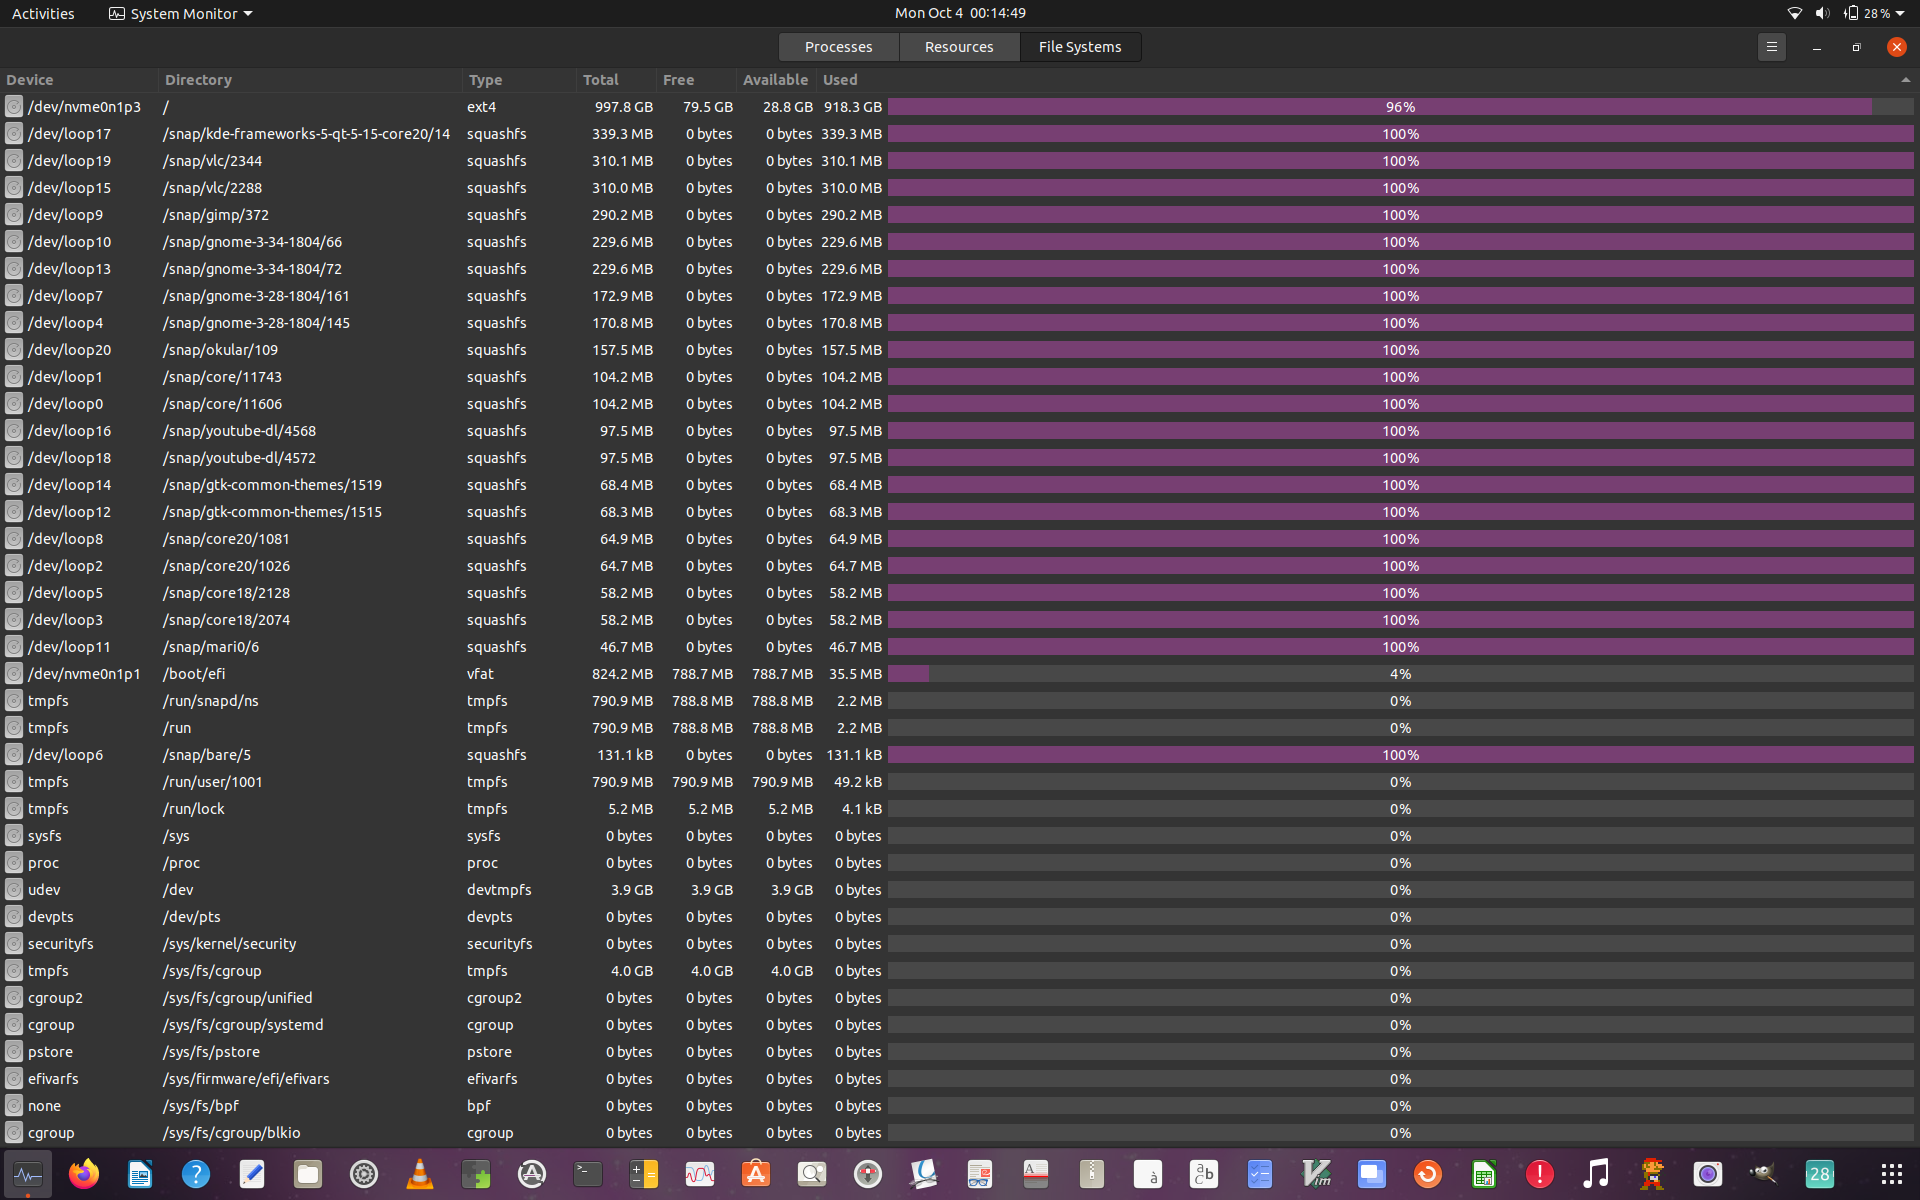 Activities System Monitor Mon Oct 4 00:14:49 28 %
Processes Resources File Systems
Device Directory Type Total Free Available Used
/dev/nvme0n1p3 / ext4 997.8 GB 79.5 GB 28.8 GB 918.3 GB 96%
/dev/loop17 /snap/kde-frameworks-5-qt-5-15-core20/14 squashfs 339.3 MB 0 bytes 0 bytes 339.3 MB 100%
/dev/loop19 /snap/vlc/2344 squashfs 310.1 MB 0 bytes 0 bytes 310.1 MB 100%
/dev/loop15 /snap/vlc/2288 squashfs 310.0 MB 0 bytes 0 bytes 310.0 MB 100%
/dev/loop9 /snap/gimp/372 squashfs 290.2 MB 0 bytes 0 bytes 290.2 MB 100%
/dev/loop10 /snap/gnome-3-34-1804/66 squashfs 229.6 MB 0 bytes 0 bytes 229.6 MB 100%
/dev/loop13 /snap/gnome-3-34-1804/72 squashfs 229.6 MB 0 bytes 0 bytes 229.6 MB 100%
/dev/loop7 /snap/gnome-3-28-1804/161 squashfs 172.9 MB 0 bytes 0 bytes 172.9 MB 100%
/dev/loop4 /snap/gnome-3-28-1804/145 squashfs 170.8 MB 0 bytes 0 bytes 170.8 MB 100%
/dev/loop20 /snap/okular/109 squashfs 157.5 MB 0 bytes 0 bytes 157.5 MB 100%
/dev/loop1 /snap/core/11743 squashfs 104.2 MB 0 bytes 0 bytes 104.2 MB 100%
/dev/loop0 /snap/core/11606 squashfs 104.2 MB 0 bytes 0 bytes 104.2 MB 100%
/dev/loop16 /snap/youtube-dl/4568 squashfs 97.5 MB 0 bytes 0 bytes 97.5 MB 100%
/dev/loop18 /snap/youtube-dl/4572 squashfs 97.5 MB 0 bytes 0 bytes 97.5 MB 100%
/dev/loop14 /snap/gtk-common-themes/1519 squashfs 68.4 MB 0 bytes 0 bytes 68.4 MB 100%
/dev/loop12 /snap/gtk-common-themes/1515 squashfs 68.3 MB 0 bytes 0 bytes 68.3 MB 100%
/dev/loop8 /snap/core20/1081 squashfs 64.9 MB 0 bytes 0 bytes 64.9 MB 100%
/dev/loop2 /snap/core20/1026 squashfs 64.7 MB 0 bytes 0 bytes 64.7 MB 100%
/dev/loop5 /snap/core18/2128 squashfs 58.2 MB 0 bytes 0 bytes 58.2 MB 100%
/dev/loop3 /snap/core18/2074 squashfs 58.2 MB 0 bytes 0 bytes 58.2 MB 100%
/dev/loop11 /snap/mari0/6 squashfs 46.7 MB 0 bytes 0 bytes 46.7 MB 100%
/dev/nvme0n1p1 /boot/efi vfat 824.2 MB 788.7 MB 788.7 MB 35.5 MB 4%
tmpfs /run/snapd/ns tmpfs 790.9 MB 788.8 MB 788.8 MB 2.2 MB 0%
tmpfs /run tmpfs 790.9 MB 788.8 MB 788.8 MB 2.2 MB 0%
/dev/loop6 /snap/bare/5 squashfs 131.1 kB 0 bytes 0 bytes 131.1 kB 100%
tmpfs /run/user/1001 tmpfs 790.9 MB 790.9 MB 790.9 MB 49.2 kB 0%
tmpfs /run/lock tmpfs 5.2 MB 5.2 MB 5.2 MB 4.1 kB 0%
sysfs /sys sysfs 0 bytes 0 bytes 0 bytes 0 bytes 0%
proc /proc proc 0 bytes 0 bytes 0 bytes 0 bytes 0%
udev /dev devtmpfs 3.9 GB 3.9 GB 3.9 GB 0 bytes 0%
devpts /dev/pts devpts 0 bytes 0 bytes 0 bytes 0 bytes 0%
securityfs /sys/kernel/security securityfs 0 bytes 0 bytes 0 bytes 0 bytes 0%
tmpfs /sys/fs/cgroup tmpfs 4.0 GB 4.0 GB 4.0 GB 0 bytes 0%
cgroup2 /sys/fs/cgroup/unified cgroup2 0 bytes 0 bytes 0 bytes 0 bytes 0%
cgroup /sys/fs/cgroup/systemd cgroup 0 bytes 0 bytes 0 bytes 0 bytes 0%
pstore /sys/fs/pstore pstore 0 bytes 0 bytes 0 bytes 0 bytes 0%
efivarfs /sys/firmware/efi/efivars efivarfs 0 bytes 0 bytes 0 bytes 0 bytes 0%
none /sys/fs/bpf bpf 0 bytes 0 bytes 0 bytes 0 bytes 0%
cgroup /sys/fs/cgroup/blkio cgroup 0 bytes 0 bytes 0 bytes 0 bytes 0%
28